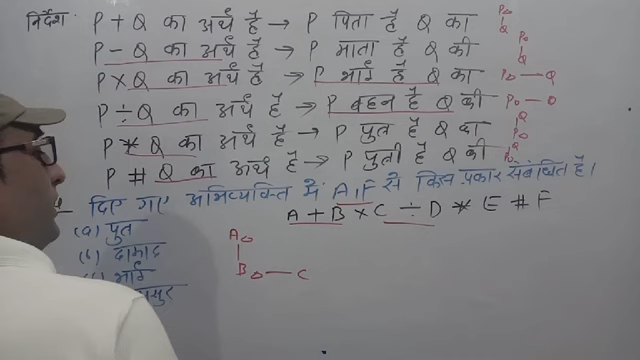 निर्देश: P + Q का अर्थ है → P पिता है Q का
P - Q का अर्थ है → P माता है Q की
P × Q का अर्थ है → P भाई है Q का
P ÷ Q का अर्थ है → P बहन है Q की
P * Q का अर्थ है → P पुत्र है Q का
P # Q का अर्थ है → P पुत्री है Q की
दिए गए अभिव्यक्ति में A, F से किस प्रकार संबंधित है।
A + B × C ÷ D * E # F
(a) पुत्र
(b) दामाद
भाई
A
B C
P
Q
P
Q
P — Q
P — Q
Q
P
Q
P